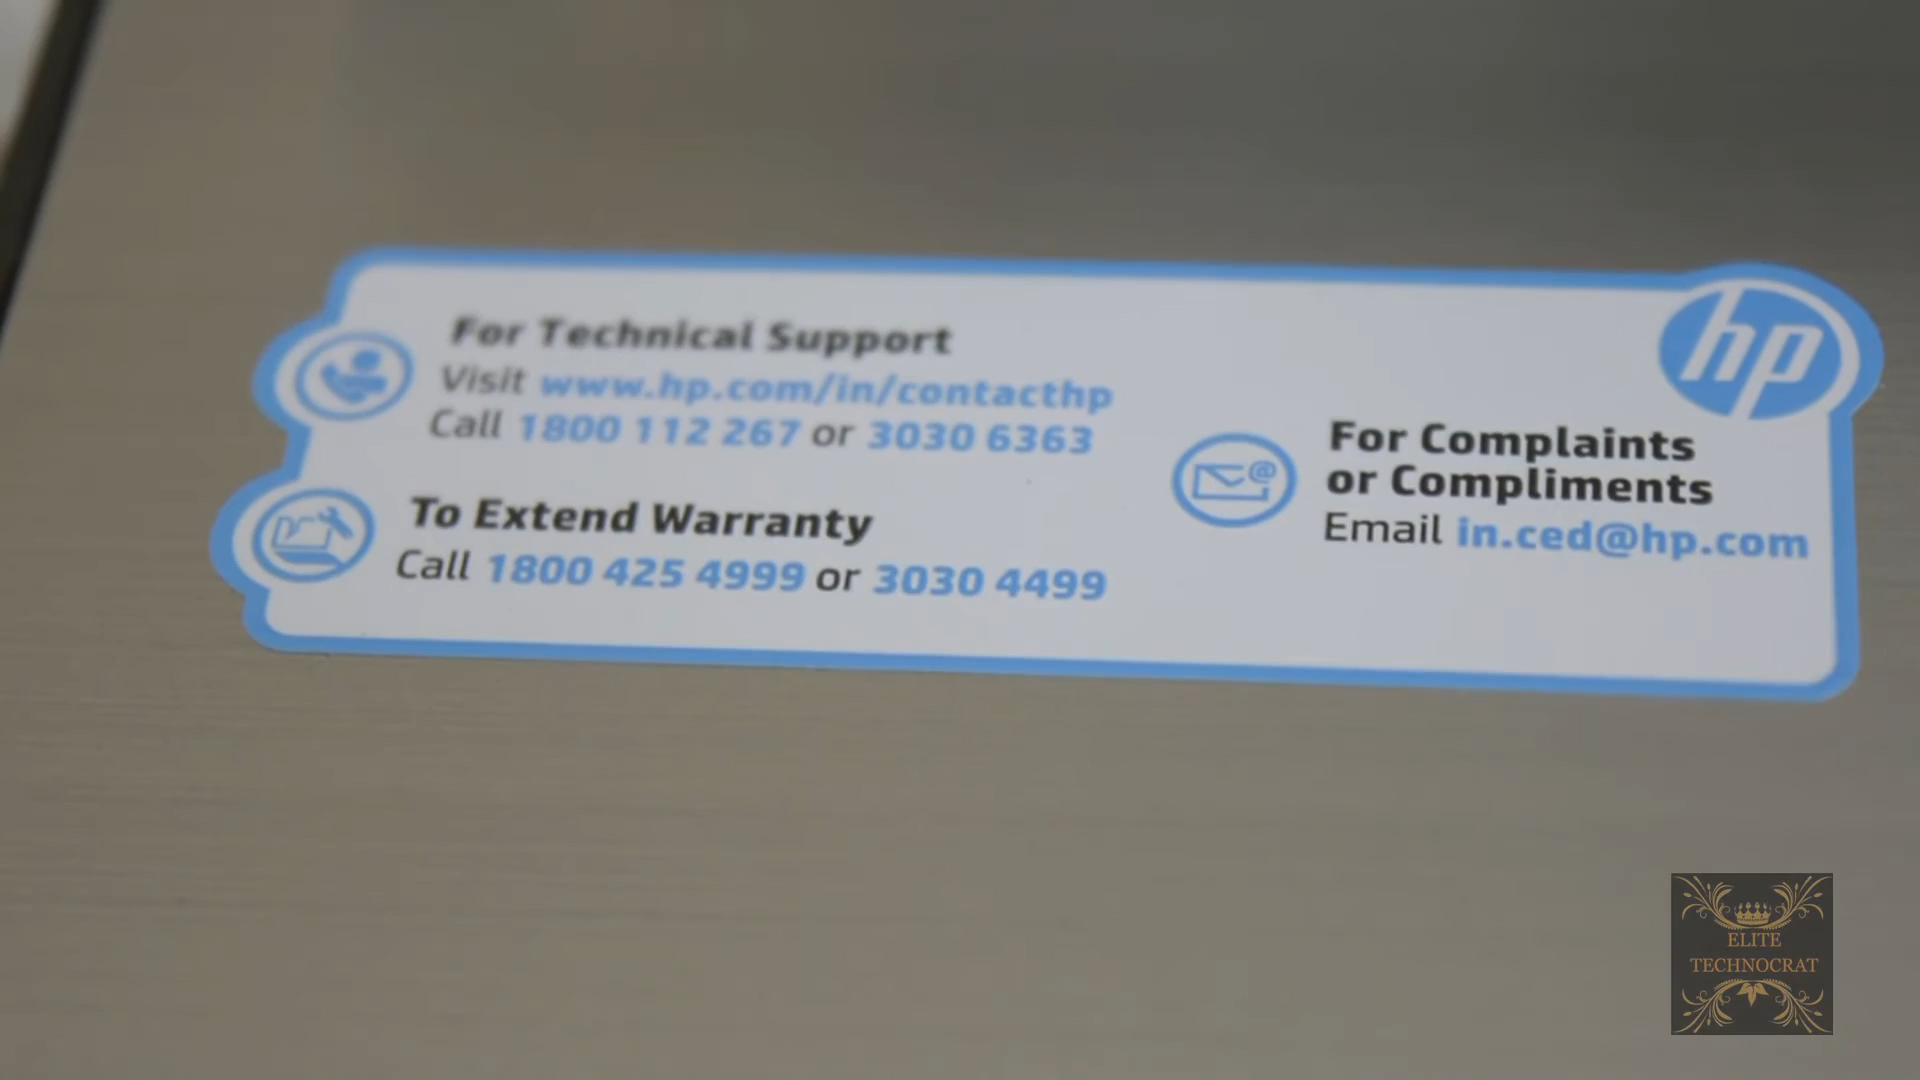 For Technical Support
Visit www.hp.com/in/contacthp
Call 1800 112 267 or 3030 6363
To Extend Warranty
Call 1800 425 4999 or 3030 4499
hp
For Complaints
or Compliments
Email in.ced@hp.com
ELITE
TECHNOCRAT